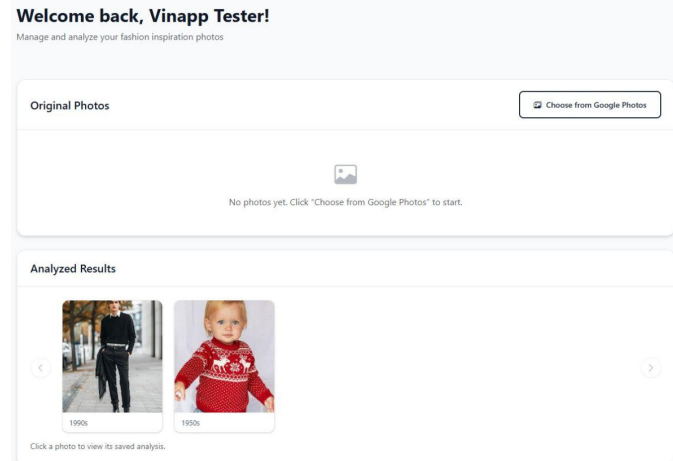 Welcome back, Vinapp Tester!
Manage and analyze your fashion inspiration photos
Original Photos
Choose from Google Photos
No photos yet. Click "Choose from Google Photos" to start.
Analyzed Results
1990s
1950s
Click a photo to view its saved analysis.